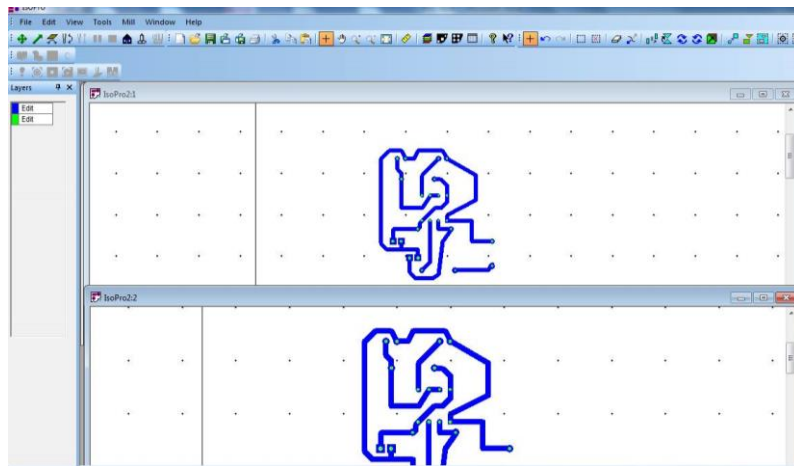 IsoPro
File Edit View Tools Mill Window Help
Layers
Edit
Edit
IsoPro2:1
IsoPro2:2